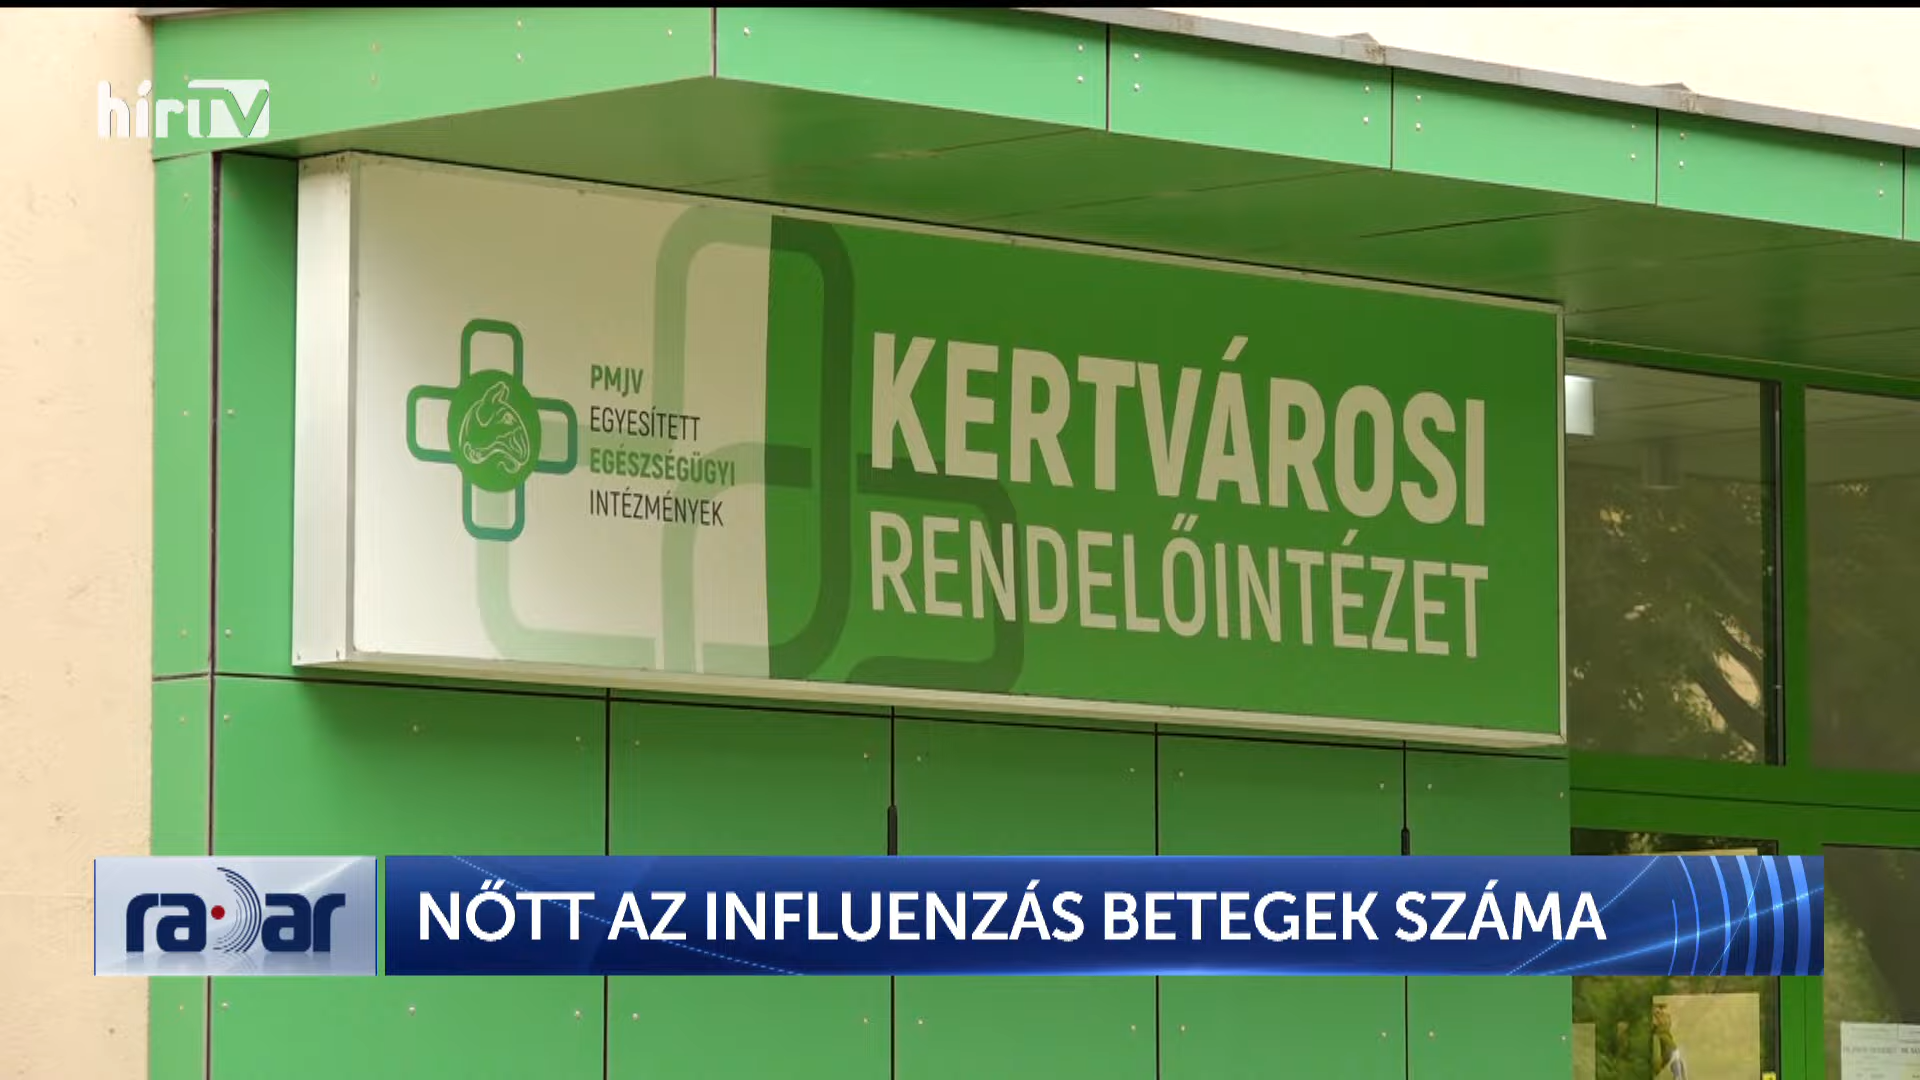 hírTV
PMJV
EGYESÍTETT
EGÉSZSÉGÜGYI
INTÉZMÉNYEK
KERTVÁROSI
RENDELŐINTÉZET
radar
NŐTT AZ INFLUENZÁS BETEGEK SZÁMA